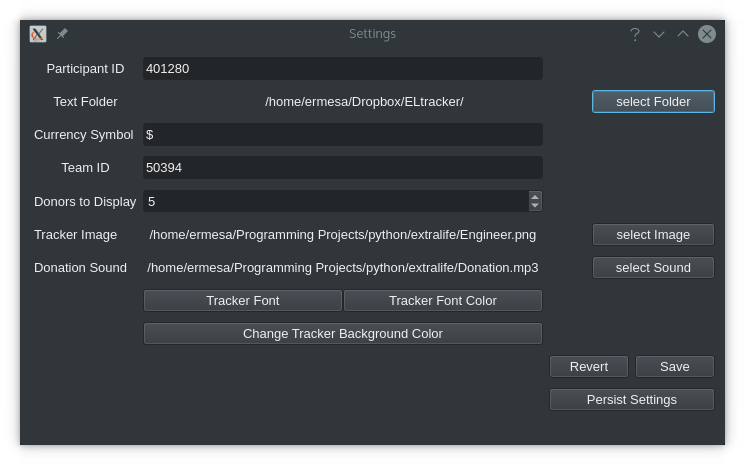 Settings
Participant ID 401280
Text Folder /home/ermesa/Dropbox/ELtracker/ select Folder
Currency Symbol $
Team ID 50394
Donors to Display 5
Tracker Image /home/ermesa/Programming Projects/python/extralife/Engineer.png select Image
Donation Sound /home/ermesa/Programming Projects/python/extralife/Donation.mp3 select Sound
Tracker Font Tracker Font Color
Change Tracker Background Color
Revert Save
Persist Settings